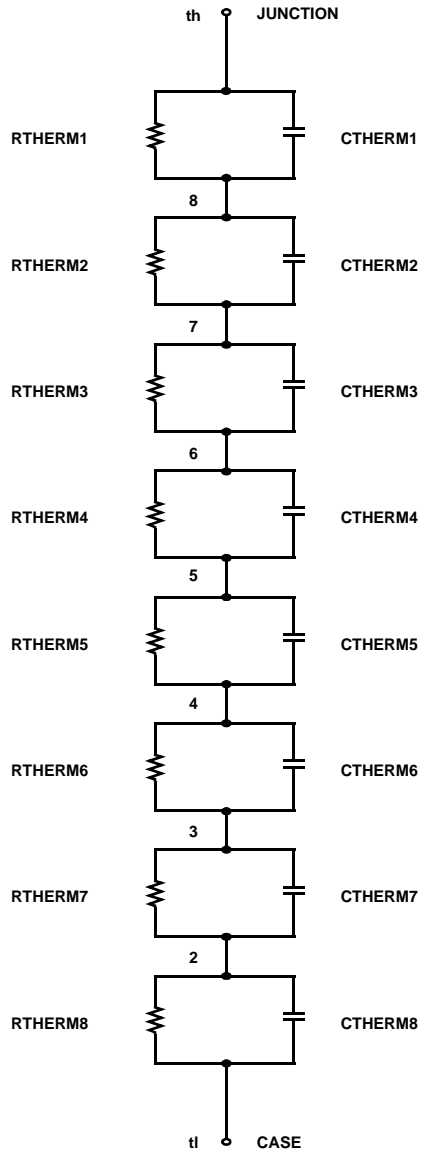 th JUNCTION
RTHERM1 CTHERM1
8
RTHERM2 CTHERM2
7
RTHERM3 CTHERM3
6
RTHERM4 CTHERM4
5
RTHERM5 CTHERM5
4
RTHERM6 CTHERM6
3
RTHERM7 CTHERM7
2
RTHERM8 CTHERM8
tl CASE